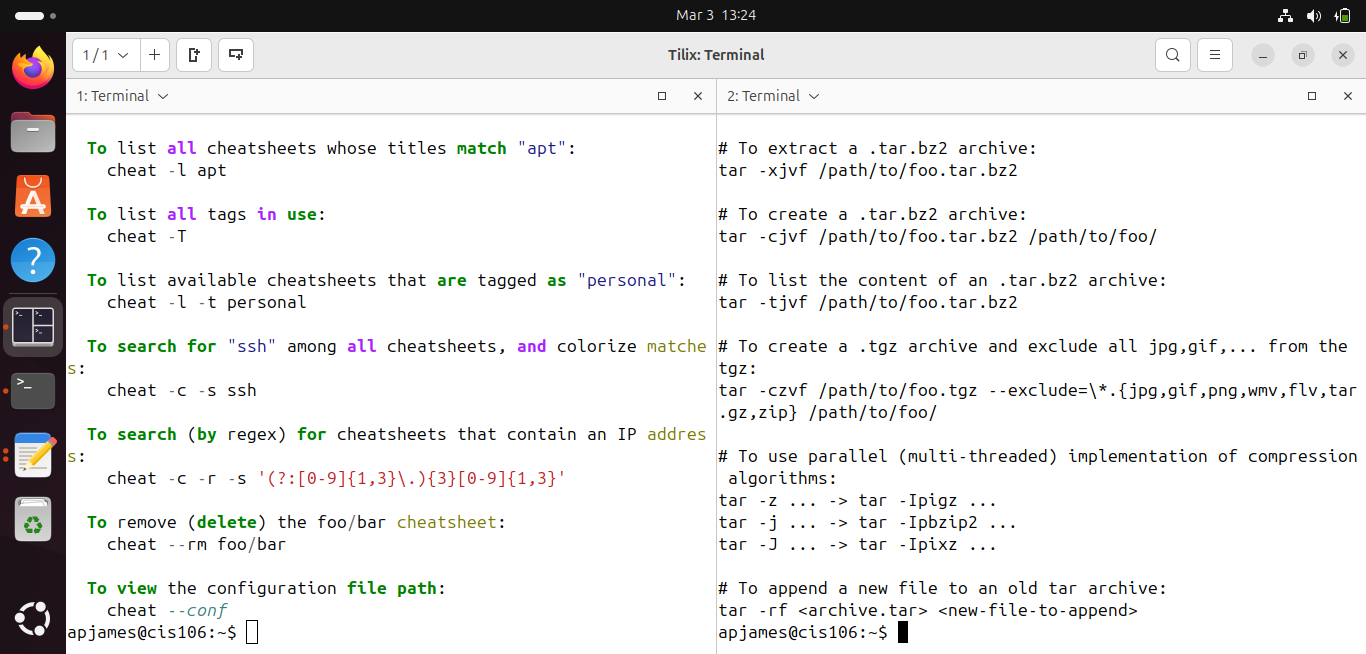 Mar 3 13:24
1 / 1
Tilix: Terminal
1: Terminal
To list all cheatsheets whose titles match "apt":
cheat -l apt
To list all tags in use:
cheat -T
To list available cheatsheets that are tagged as "personal":
cheat -l -t personal
To search for "ssh" among all cheatsheets, and colorize matche
s:
cheat -c -s ssh
To search (by regex) for cheatsheets that contain an IP addres
s:
cheat -c -r -s '(?:[0-9]{1,3}\.){3}[0-9]{1,3}'
To remove (delete) the foo/bar cheatsheet:
cheat --rm foo/bar
To view the configuration file path:
cheat --conf
apjames@cis106:~$
2: Terminal
# To extract a .tar.bz2 archive:
tar -xjvf /path/to/foo.tar.bz2
# To create a .tar.bz2 archive:
tar -cjvf /path/to/foo.tar.bz2 /path/to/foo/
# To list the content of an .tar.bz2 archive:
tar -tjvf /path/to/foo.tar.bz2
# To create a .tgz archive and exclude all jpg,gif,... from the
tgz:
tar -czvf /path/to/foo.tgz --exclude=\*.{jpg,gif,png,wmv,flv,tar
.gz,zip} /path/to/foo/
# To use parallel (multi-threaded) implementation of compression
algorithms:
tar -z ... -> tar -Ipigz ...
tar -j ... -> tar -Ipbzip2 ...
tar -J ... -> tar -Ipixz ...
# To append a new file to an old tar archive:
tar -rf <archive.tar> <new-file-to-append>
apjames@cis106:~$